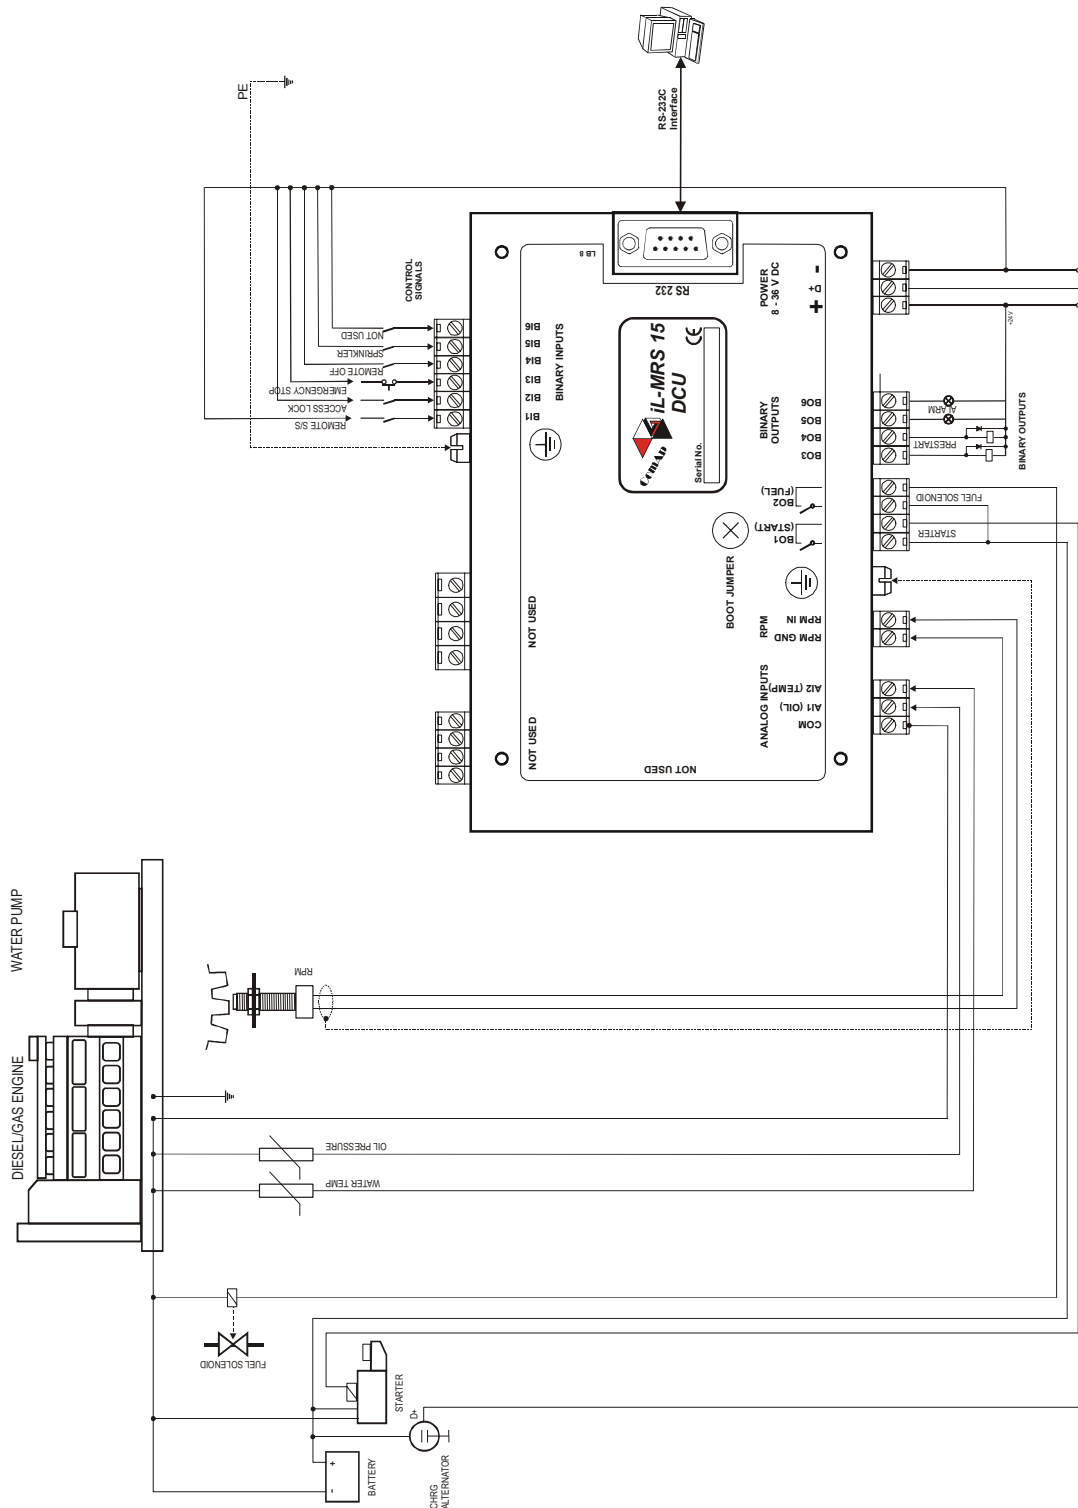 RS-232C
Interface
PE
CONTROL
SIGNALS
NOT USED
SPRINKLER
REMOTE OFF
EMERGENCY STOP
ACCESS LOCK
REMOTE S/S
BI6
BI5
BI4
BI3
BI2
BI1
BINARY INPUTS
LB 8
RS 232
-
D+
+
POWER
8 - 36 V DC
+24V
iL-MRS 15
DCU
CE
COMAP
Serial No.
BO6
BO5
BO4
BO3
BINARY
OUTPUTS
ALARM
PRESTART
BINARY OUTPUTS
BO2
(FUEL)
BO1
(START)
FUEL SOLENOID
STARTER
BOOT JUMPER
RPM IN
RPM GND
RPM
AI2 (TEMP)
AI1 (OIL)
COM
ANALOG INPUTS
NOT USED
NOT USED
NOT USED
WATER PUMP
DIESEL/GAS ENGINE
RPM
OIL PRESSURE
WATER TEMP
FUEL SOLENOID
STARTER
D+
BATTERY
+
-
CHRG
ALTERNATOR